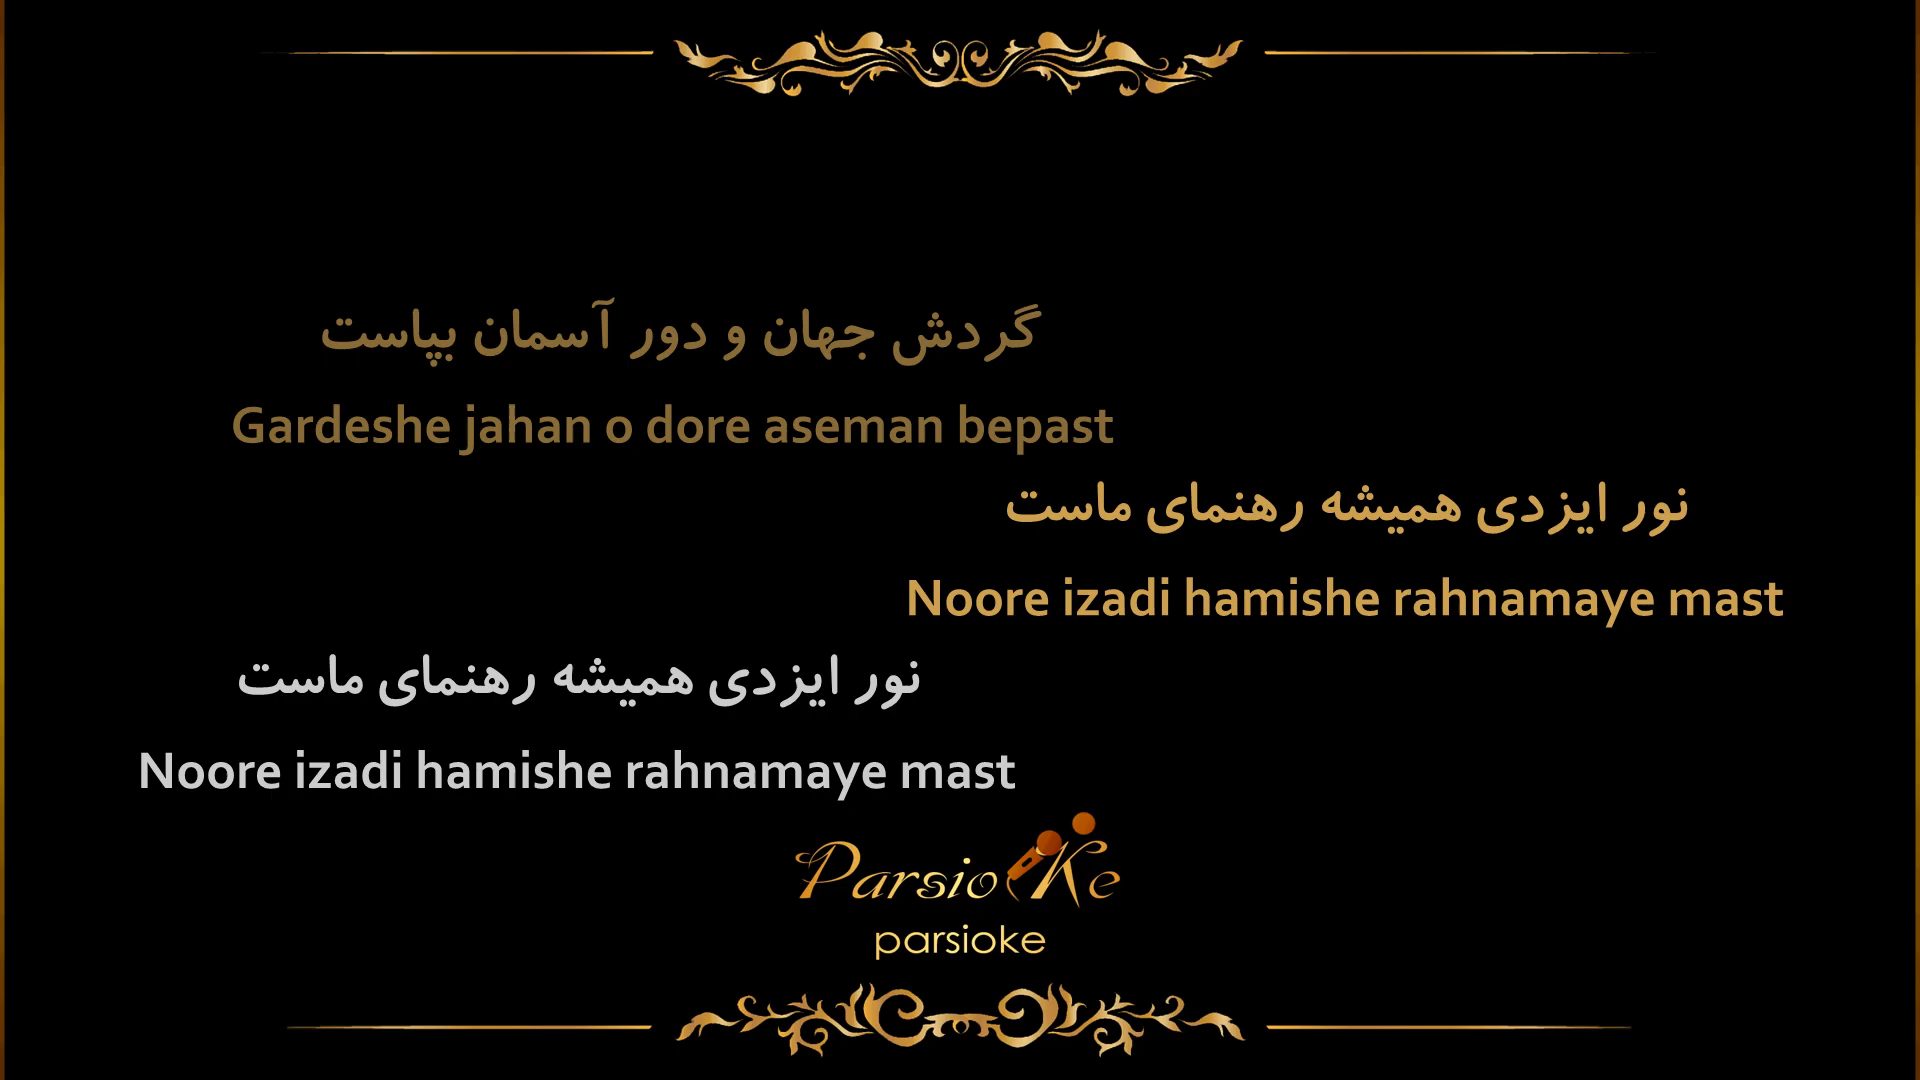 گردش جهان و دور آسمان بپاست
Gardeshe jahan o dore aseman bepast
نور ایزدی همیشه رهنمای ماست
Noore izadi hamishe rahnamaye mast
نور ایزدی همیشه رهنمای ماست
Noore izadi hamishe rahnamaye mast
ParsioKe
parsioke